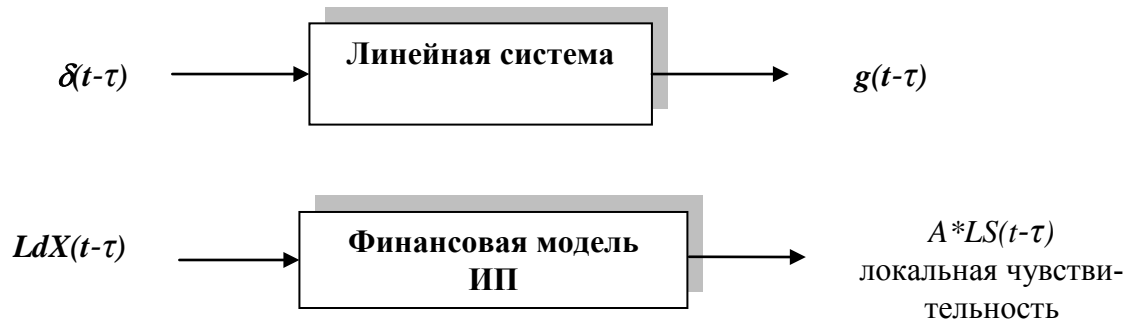 Линейная система
δ(t-τ)
g(t-τ)
LdX(t-τ)
Финансовая модель
ИП
A*LS(t-τ)
локальная чувстви-
тельность